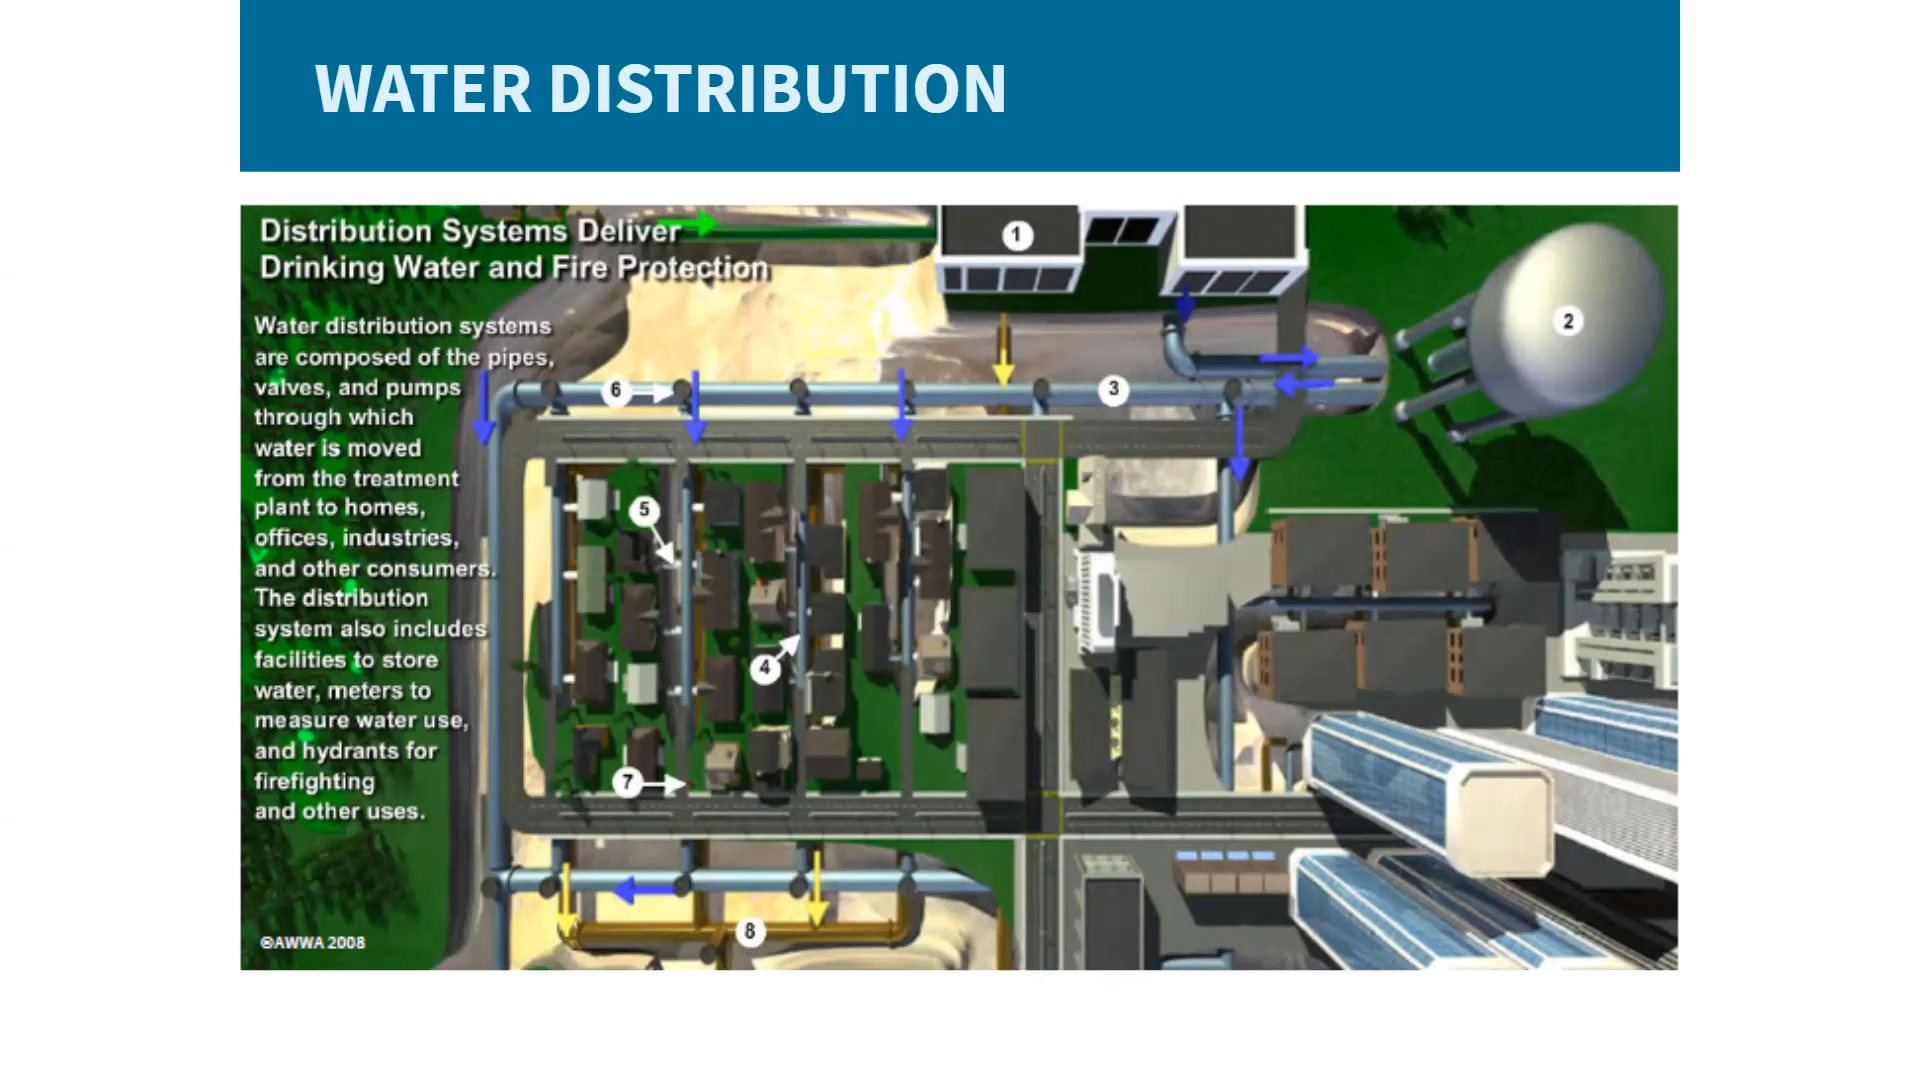 WATER DISTRIBUTION
Distribution Systems Deliver
Drinking Water and Fire Protection
Water distribution systems
are composed of the pipes,
valves, and pumps
through which
water is moved
from the treatment
plant to homes,
offices, industries,
and other consumers.
The distribution
system also includes
facilities to store
water, meters to
measure water use,
and hydrants for
firefighting
and other uses.
©AWWA 2008
1
2
3
6
5
4
7
8